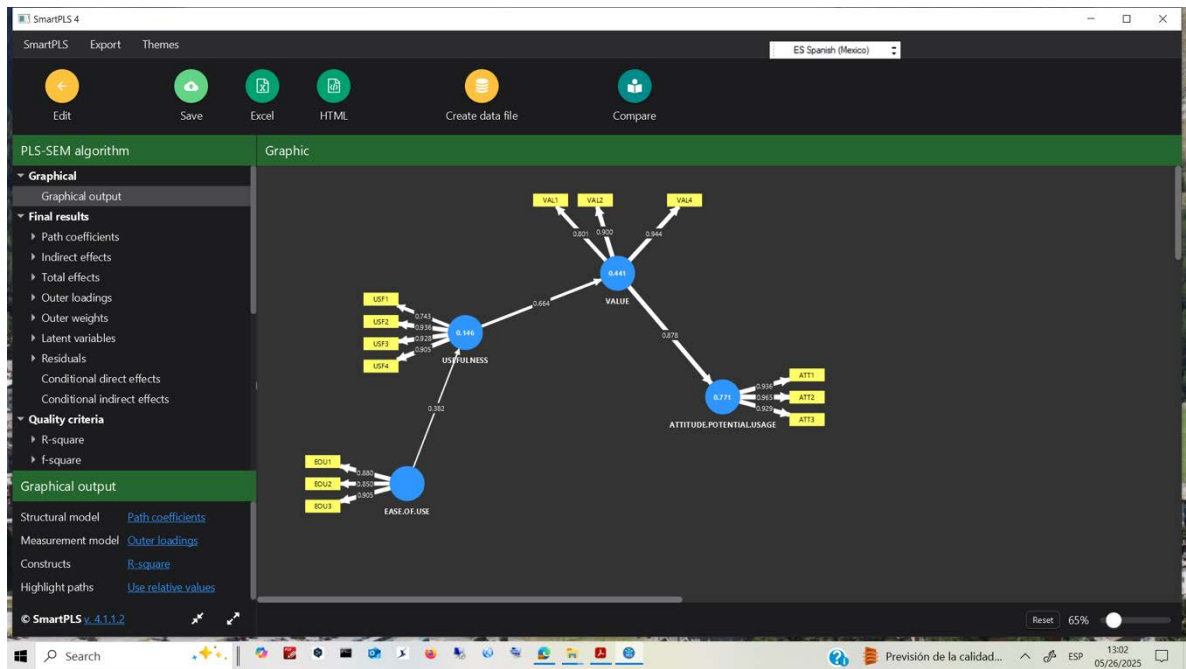 SmartPLS 4
SmartPLS Export Themes
ES Spanish (Mexico)
Edit Save Excel HTML Create data file Compare
PLS-SEM algorithm
Graphical
Graphical output
Final results
Path coefficients
Indirect effects
Total effects
Outer loadings
Outer weights
Latent variables
Residuals
Conditional direct effects
Conditional indirect effects
Quality criteria
R-square
f-square
Graphical output
Structural model Path coefficients
Measurement model Outer loadings
Constructs R-square
Highlight paths Use relative values
© SmartPLS v. 4.1.1.2
Graphic
VAL1 VAL2 VAL4
0.801 0.900 0.944
0.441
VALUE
0.664
USF1
0.743
USF2
0.936
USF3
0.928
USF4
0.905
0.146
USEFULNESS
0.878
ATT1
0.936
ATT2
0.965
ATT3
0.929
0.771
ATTITUDE.POTENTIAL.USAGE
0.382
EOU1
0.880
EOU2
0.850
EOU3
0.905
EASE.OF.USE
Reset 65%
Search
Previsión de la calidad...
ESP
13:02
05/26/2025